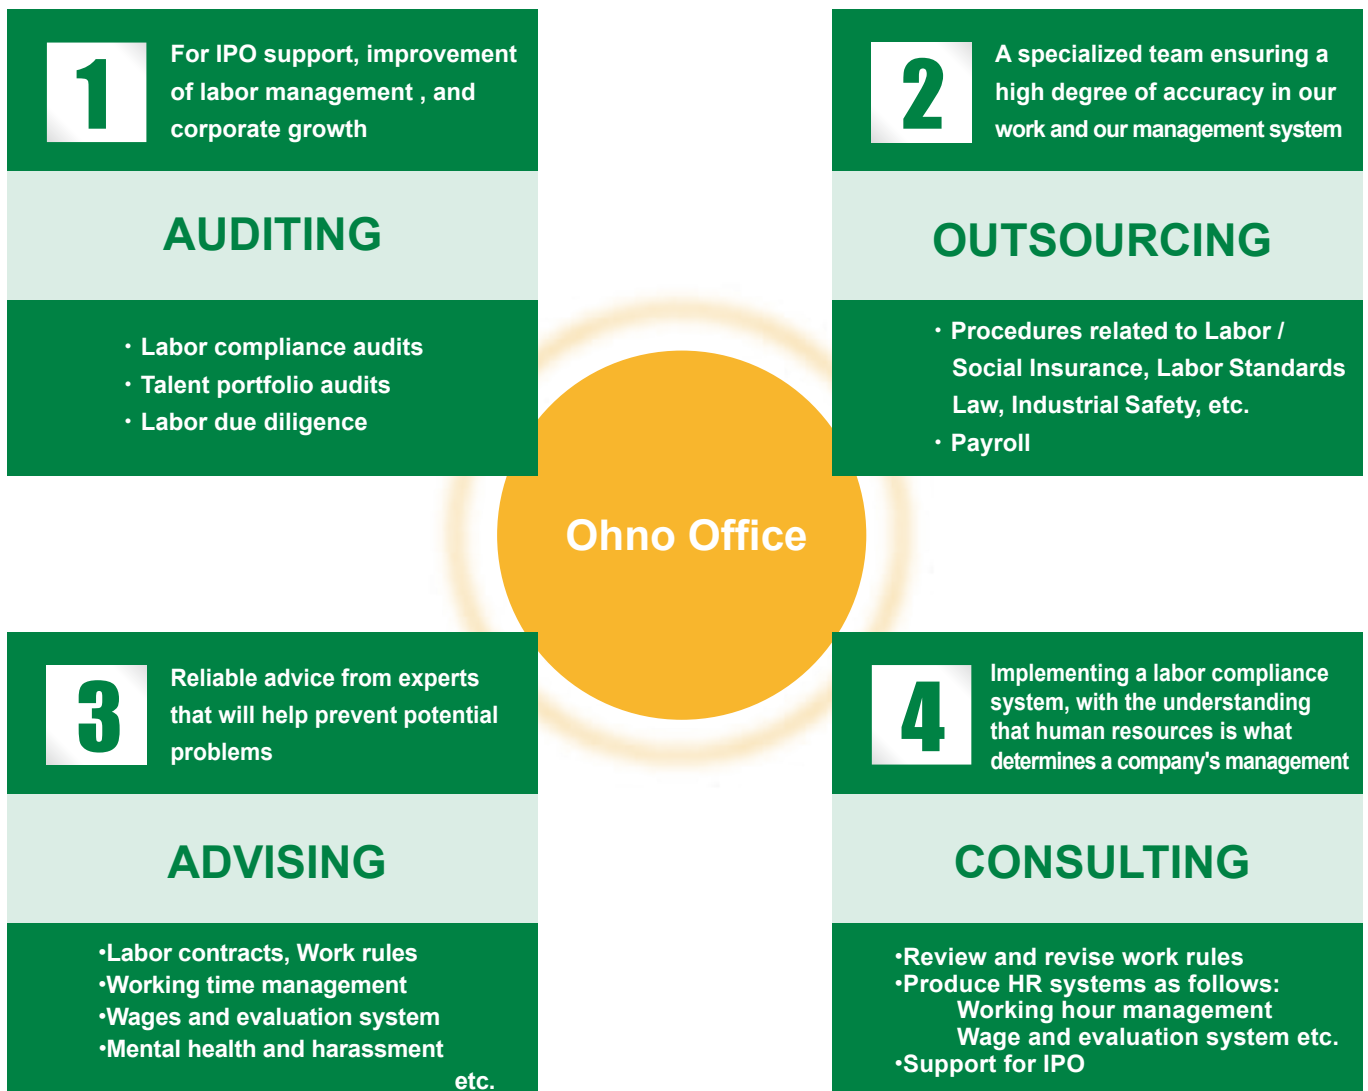 1
For IPO support, improvement
of labor management , and
corporate growth
AUDITING
・Labor compliance audits
・Talent portfolio audits
・Labor due diligence
2
A specialized team ensuring a
high degree of accuracy in our
work and our management system
OUTSOURCING
・Procedures related to Labor /
Social Insurance, Labor Standards
Law, Industrial Safety, etc.
・Payroll
Ohno Office
3
Reliable advice from experts
that will help prevent potential
problems
ADVISING
・Labor contracts, Work rules
・Working time management
・Wages and evaluation system
・Mental health and harassment
etc.
4
Implementing a labor compliance
system, with the understanding
that human resources is what
determines a company's management
CONSULTING
・Review and revise work rules
・Produce HR systems as follows:
Working hour management
Wage and evaluation system etc.
・Support for IPO